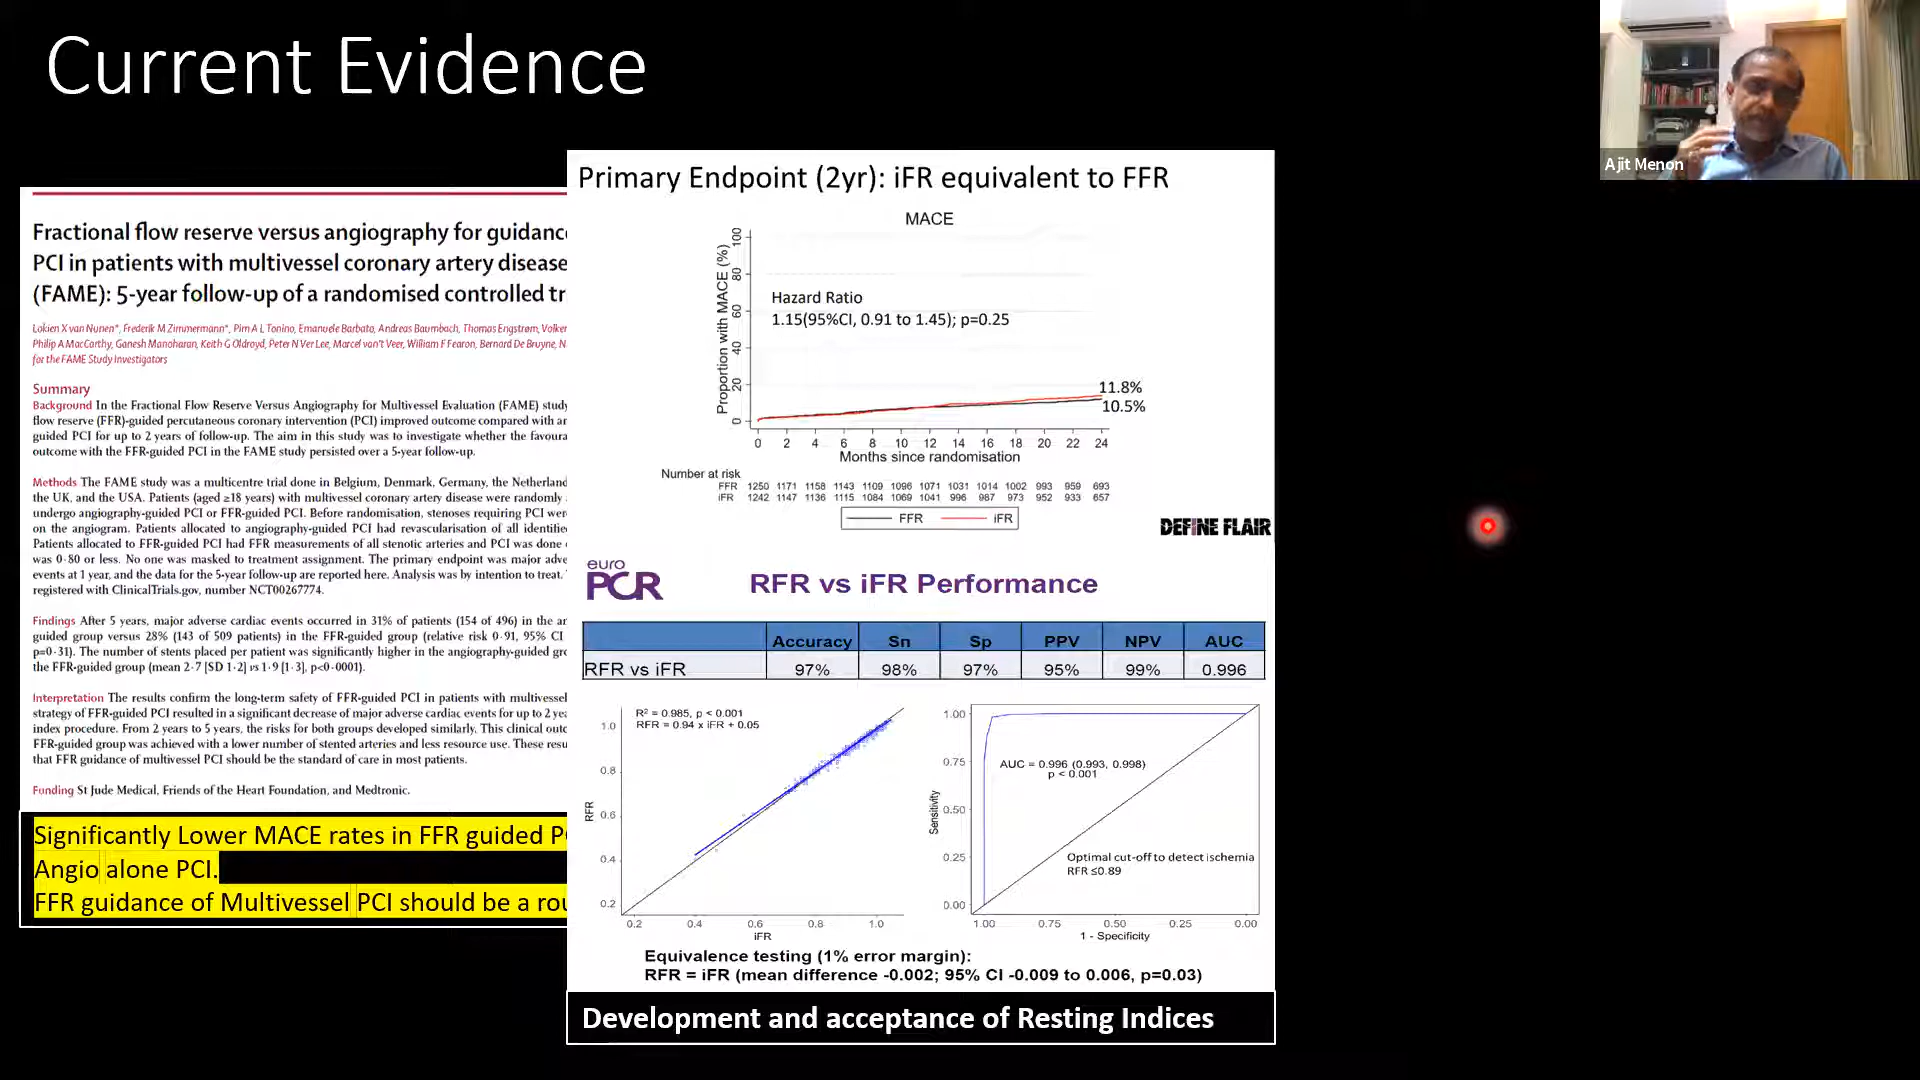 Current Evidence
Ajit Menon
Fractional flow reserve versus angiography for guidanc
PCI in patients with multivessel coronary artery disease
(FAME): 5-year follow-up of a randomised controlled tr
Lokien X van Nunen*, Frederik M Zimmermann*, Pim A L Tonino, Emanuele Barbato, Andreas Baumbach, Thomas Engstrøm, Volker
Philip A MacCarthy, Ganesh Manoharan, Keith G Oldroyd, Peter N Ver Lee, Marcel van't Veer, William F Fearon, Bernard De Bruyne, N
for the FAME Study Investigators
Summary
Background In the Fractional Flow Reserve Versus Angiography for Multivessel Evaluation (FAME) study
flow reserve (FFR)-guided percutaneous coronary intervention (PCI) improved outcome compared with
guided PCI for up to 2 years of follow-up. The aim in this study was to investigate whether the favoura
outcome with the FFR-guided PCI in the FAME study persisted over a 5-year follow-up.
Methods The FAME study was a multicentre trial done in Belgium, Denmark, Germany, the Netherland
the UK, and the USA. Patients (aged ≥18 years) with multivessel coronary artery disease were randomly
undergo angiography-guided PCI or FFR-guided PCI. Before randomisation, stenoses requiring PCI wer
on the angiogram. Patients allocated to angiography-guided PCI had revascularisation of all identifie
Patients allocated to FFR-guided PCI had FFR measurements of all stenotic arteries and PCI was done
was 0·80 or less. No one was masked to treatment assignment. The primary endpoint was major adve
events at 1 year, and the data for the 5-year follow-up are reported here. Analysis was by intention to treat.
registered with ClinicalTrials.gov, number NCT00267774.
Findings After 5 years, major adverse cardiac events occurred in 31% of patients (154 of 496) in the
guided group versus 28% (143 of 509 patients) in the FFR-guided group (relative risk 0·91, 95% CI
p=0·31). The number of stents placed per patient was significantly higher in the angiography-guided gr
the FFR-guided group (mean 2·7 [SD 1·2] vs 1·9 [1·3], p<0·0001).
Interpretation The results confirm the long-term safety of FFR-guided PCI in patients with multivessel
strategy of FFR-guided PCI resulted in a significant decrease of major adverse cardiac events for up to 2 ye
index procedure. From 2 years to 5 years, the risks for both groups developed similarly. This clinical outc
FFR-guided group was achieved with a lower number of stented arteries and less resource use. These resu
that FFR guidance of multivessel PCI should be the standard of care in most patients.
Funding St Jude Medical, Friends of the Heart Foundation, and Medtronic.
Significantly Lower MACE rates in FFR guided P
Angio alone PCI.
FFR guidance of Multivessel PCI should be a rou
Primary Endpoint (2yr): iFR equivalent to FFR
MACE
Proportion with MACE (%)
100
80
60
40
20
0
Hazard Ratio
1.15(95%CI, 0.91 to 1.45); p=0.25
11.8%
10.5%
0 2 4 6 8 10 12 14 16 18 20 22 24
Months since randomisation
Number at risk
FFR 1250 1171 1158 1143 1109 1096 1071 1031 1014 1002 993 959 693
iFR 1242 1147 1136 1115 1084 1069 1041 996 987 973 952 933 657
FFR iFR
DEFINE FLAIR
euro
PCR
RFR vs iFR Performance
Accuracy Sn Sp PPV NPV AUC
RFR vs iFR 97% 98% 97% 95% 99% 0.996
R² = 0.985, p < 0.001
RFR = 0.94 x iFR + 0.05
RFR
1.0
0.8
0.6
0.4
0.2
0.2 0.4 0.6 0.8 1.0
iFR
Sensitivity
1.00
0.75
0.50
0.25
0.00
AUC = 0.996 (0.993, 0.998)
p < 0.001
Optimal cut-off to detect ischemia
RFR ≤0.89
1.00 0.75 0.50 0.25 0.00
1 - Specificity
Equivalence testing (1% error margin):
RFR = iFR (mean difference -0.002; 95% CI -0.009 to 0.006, p=0.03)
Development and acceptance of Resting Indices